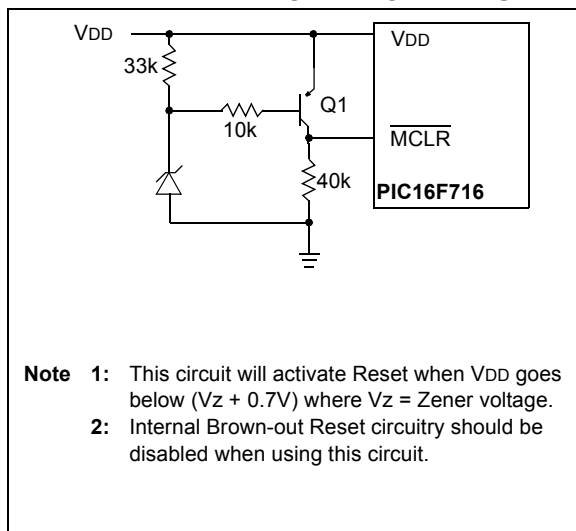 VDD
VDD
33k
Q1
10k
MCLR
40k
PIC16F716
Note 1: This circuit will activate Reset when VDD goes
below (Vz + 0.7V) where Vz = Zener voltage.
2: Internal Brown-out Reset circuitry should be
disabled when using this circuit.